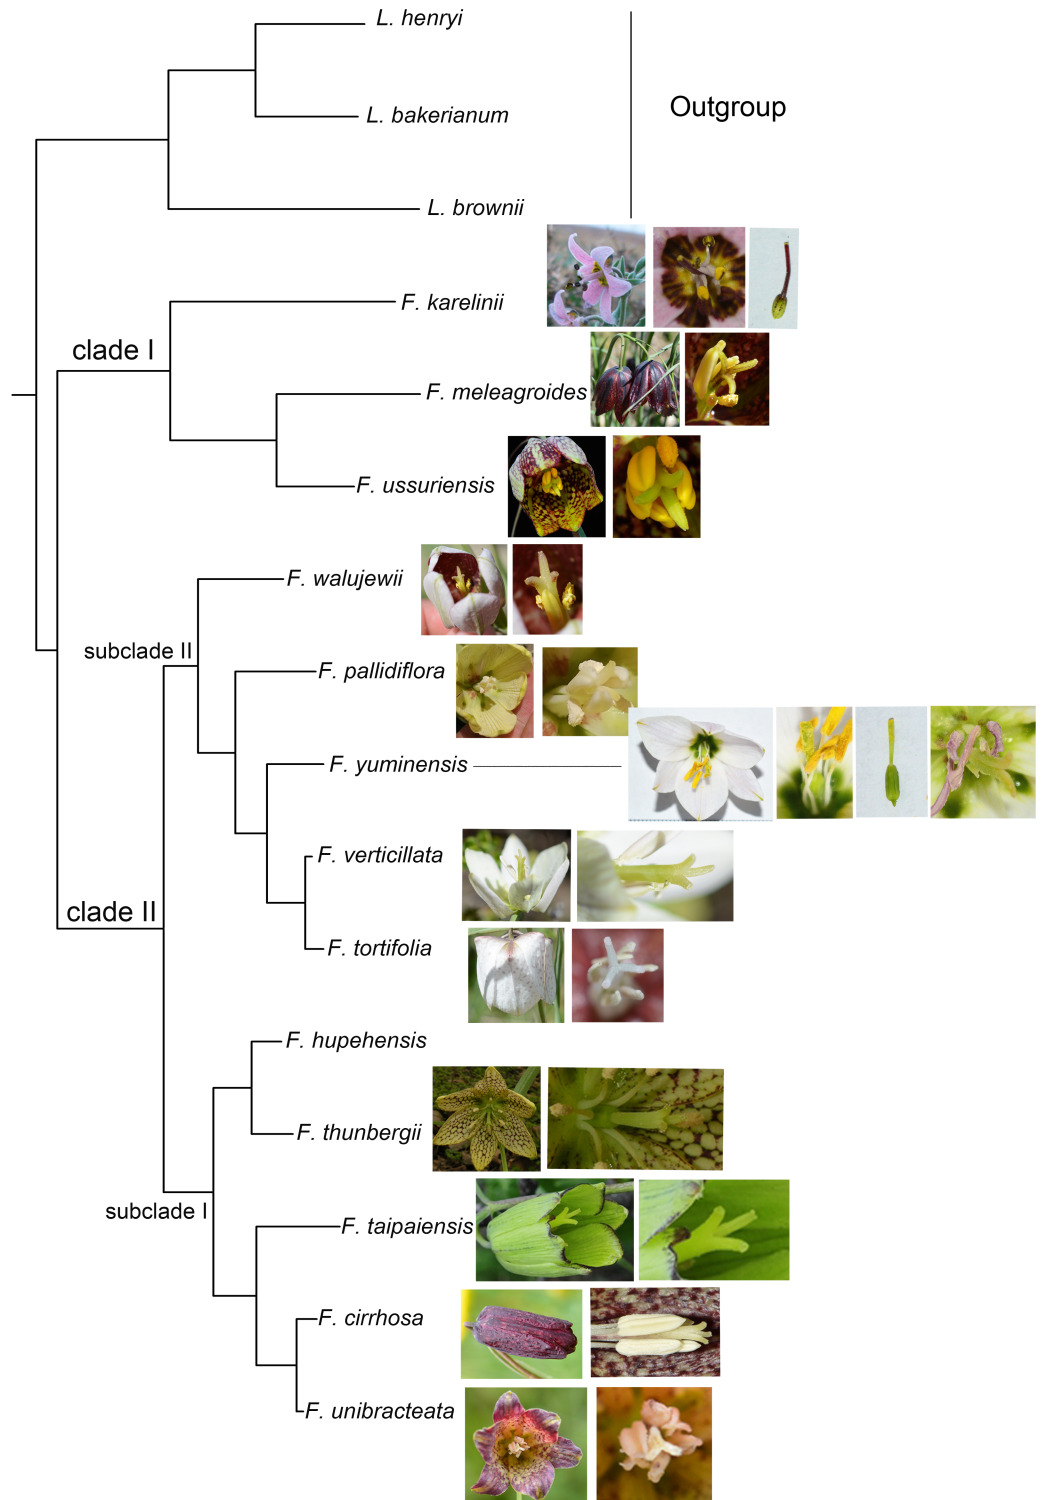 L. henryi
L. bakerianum
Outgroup
L. brownii
F. karelinii
clade I
F. meleagroides
F. ussuriensis
F. walujewii
subclade II
F. pallidiflora
F. yuminensis
F. verticillata
clade II
F. tortifolia
F. hupehensis
F. thunbergii
subclade I
F. taipaiensis
F. cirrhosa
F. unibracteata